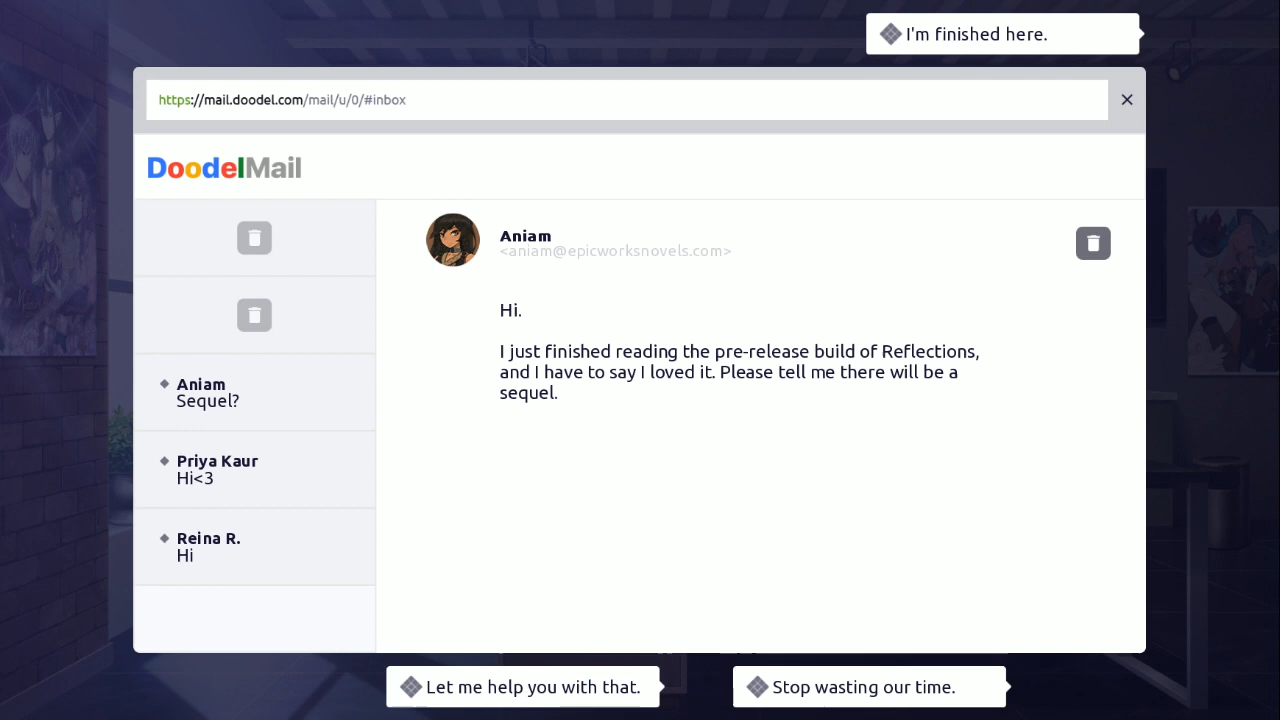 I'm finished here.
https://mail.doodel.com/mail/u/0/#inbox
DoodelMail
Aniam
<aniam@epicworksnovels.com>
Hi.
I just finished reading the pre-release build of Reflections,
and I have to say I loved it. Please tell me there will be a
sequel.
Aniam
Sequel?
Priya Kaur
Hi<3
Reina R.
Hi
Let me help you with that.
Stop wasting our time.